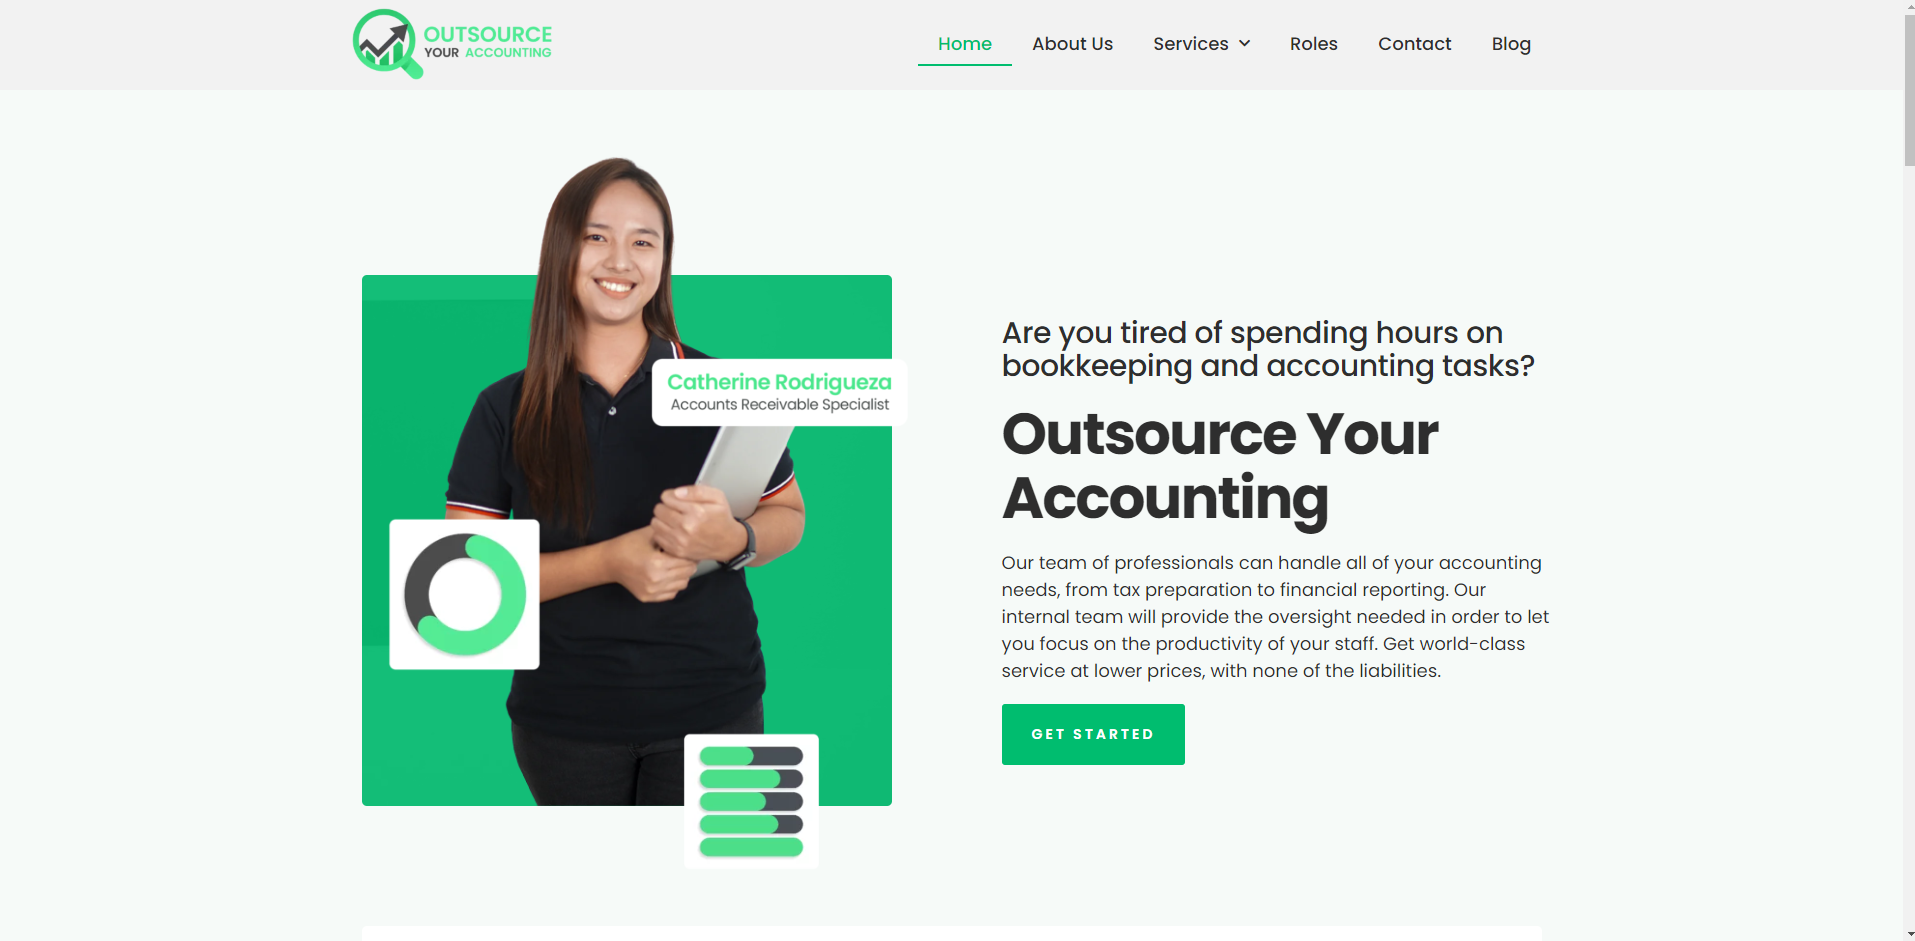 OUTSOURCE
YOUR ACCOUNTING
Home
About Us
Services
Roles
Contact
Blog
Catherine Rodrigueza
Accounts Receivable Specialist
Are you tired of spending hours on
bookkeeping and accounting tasks?
Outsource Your
Accounting
Our team of professionals can handle all of your accounting
needs, from tax preparation to financial reporting. Our
internal team will provide the oversight needed in order to let
you focus on the productivity of your staff. Get world-class
service at lower prices, with none of the liabilities.
GET STARTED